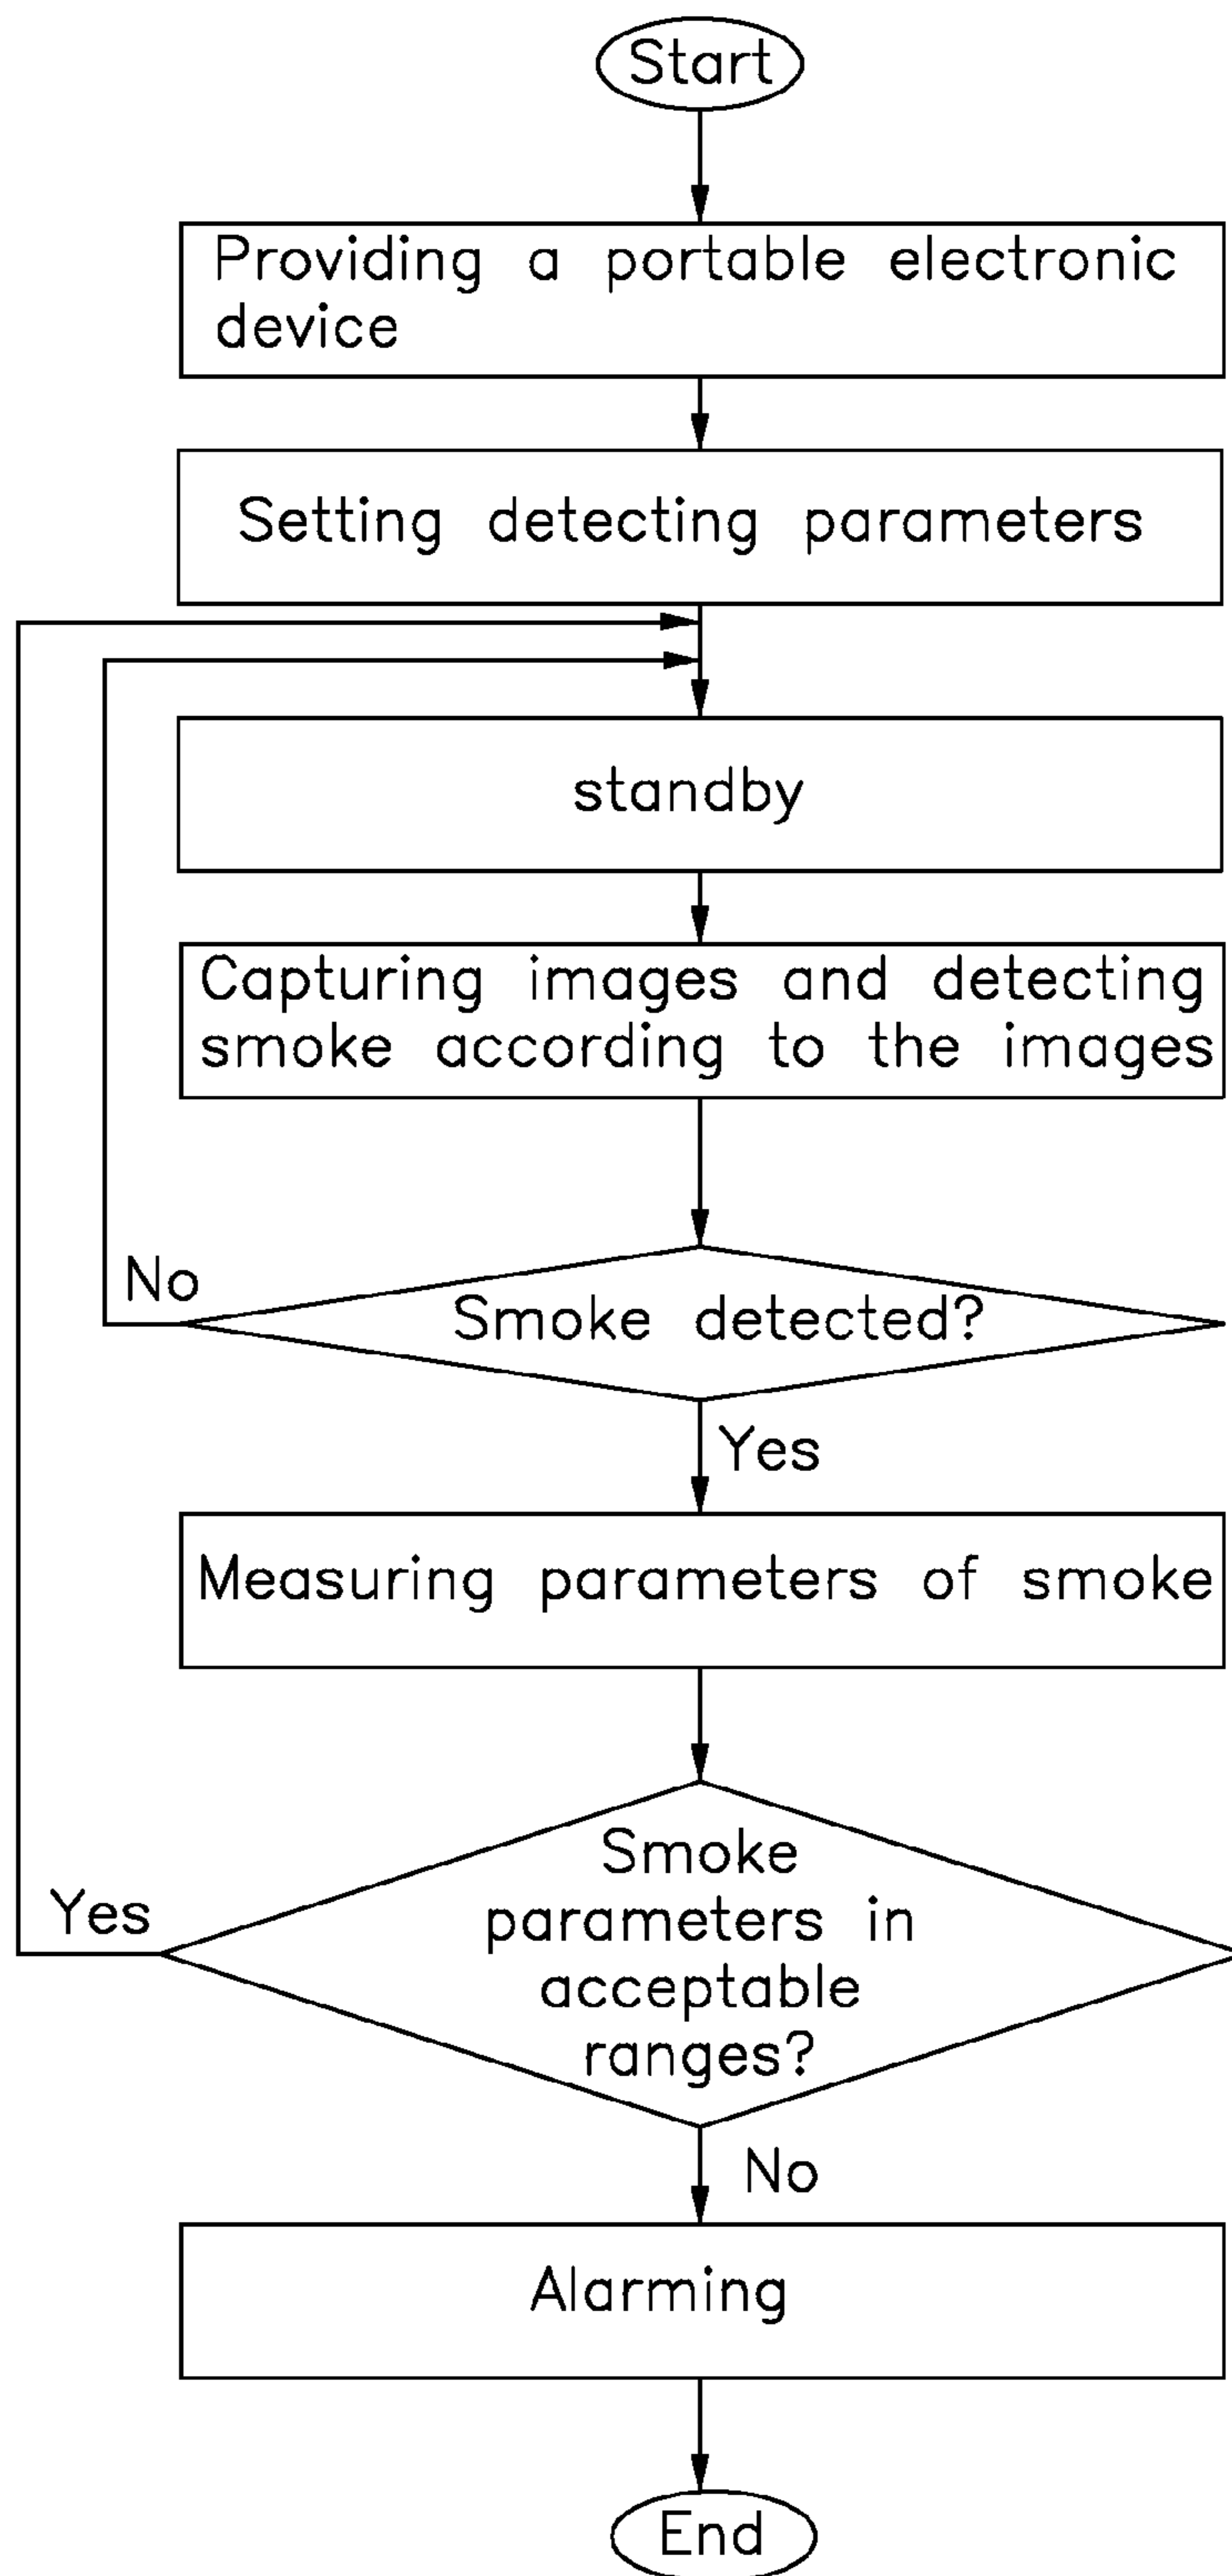 Start
Providing a portable electronic
device
Setting detecting parameters
standby
Capturing images and detecting
smoke according to the images
No
Smoke detected?
Yes
Measuring parameters of smoke
Smoke
parameters in
acceptable
ranges?
Yes
No
Alarming
End